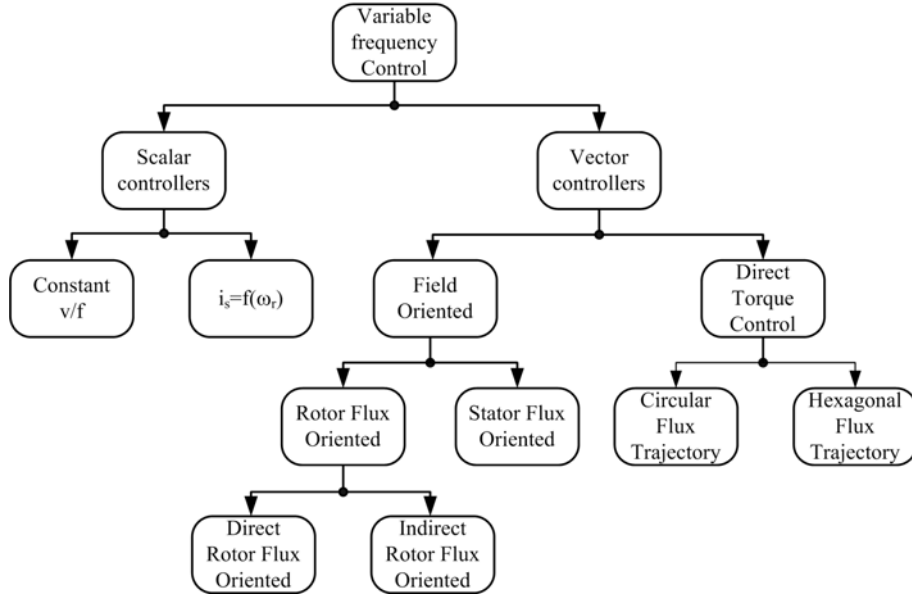 Variable
frequency
Control
Scalar
controllers
Vector
controllers
Constant
v/f
iₛ=f(ωᵣ)
Field
Oriented
Direct
Torque
Control
Rotor Flux
Oriented
Stator Flux
Oriented
Circular
Flux
Trajectory
Hexagonal
Flux
Trajectory
Direct
Rotor Flux
Oriented
Indirect
Rotor Flux
Oriented